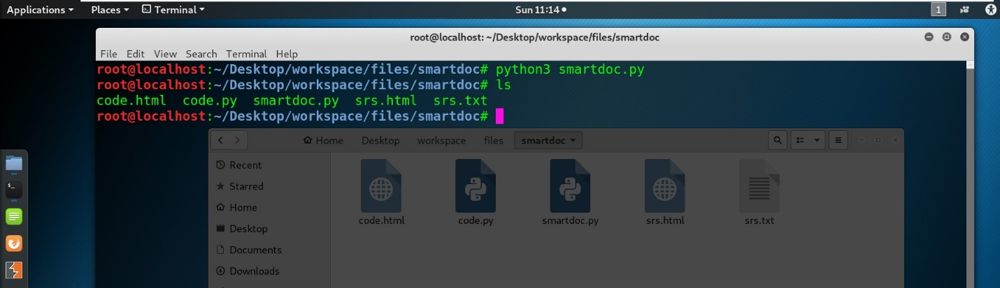 Applications Places Terminal Sun 11:14 1
root@localhost: ~/Desktop/workspace/files/smartdoc
File Edit View Search Terminal Help
root@localhost:~/Desktop/workspace/files/smartdoc# python3 smartdoc.py
root@localhost:~/Desktop/workspace/files/smartdoc# ls
code.html code.py smartdoc.py srs.html srs.txt
root@localhost:~/Desktop/workspace/files/smartdoc#
Home Desktop workspace files smartdoc
Recent
Starred
Home
Desktop
Documents
Downloads
code.html code.py smartdoc.py srs.html srs.txt